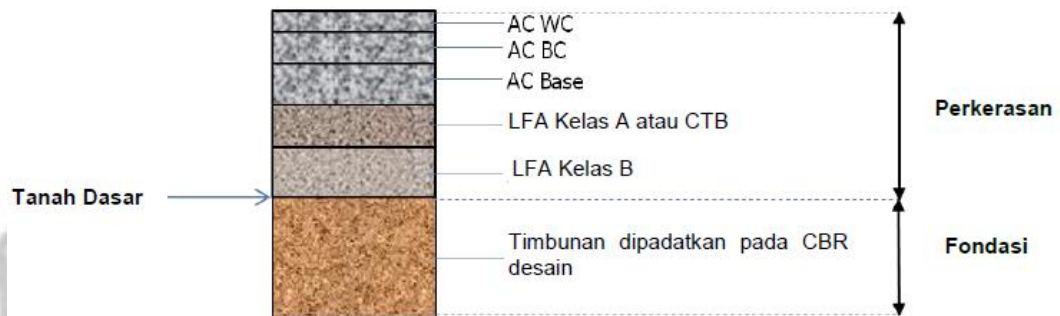 AC WC
AC BC
AC Base
LFA Kelas A atau CTB
LFA Kelas B
Perkerasan
Tanah Dasar
Timbunan dipadatkan pada CBR
desain
Fondasi